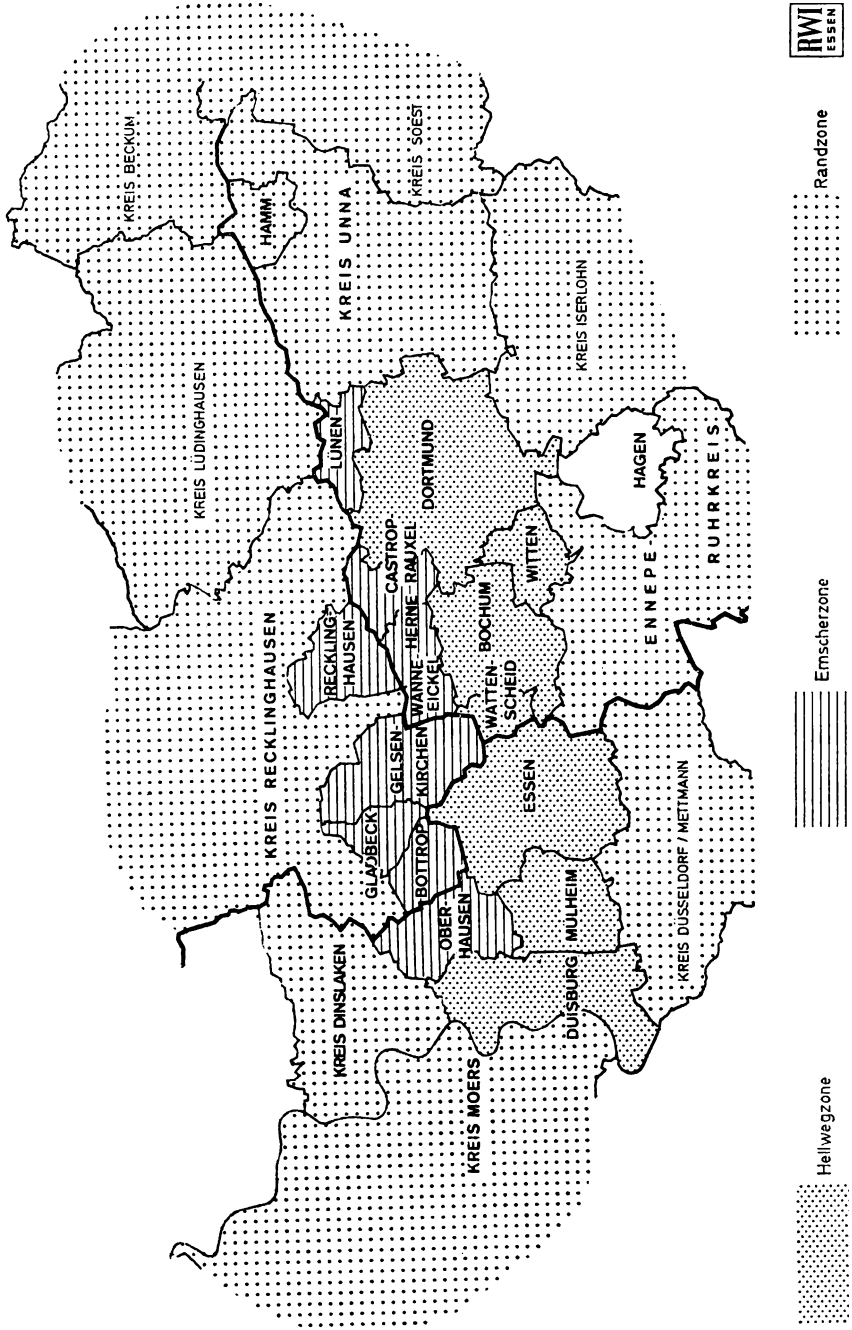 KREIS BECKUM
KREIS LÜDINGHAUSEN
HAMM
KREIS SOEST
KREIS UNNA
KREIS RECKLINGHAUSEN
LÜNEN
RECKLING-
HAUSEN
CASTROP-
RAUXEL
HERNE
WANNE
EICKEL
GELSEN-
KIRCHEN
GLADBECK
BOTTROP
OBER-
HAUSEN
KREIS DINSLAKEN
KREIS MOERS
DORTMUND
BOCHUM
WATTEN-
SCHEID
WITTEN
ESSEN
MÜLHEIM
DUISBURG
KREIS ISERLOHN
HAGEN
ENNEPE-
RUHRKREIS
KREIS DÜSSELDORF / METTMANN
Hellwegzone
Emscherzone
Randzone
RWI
ESSEN